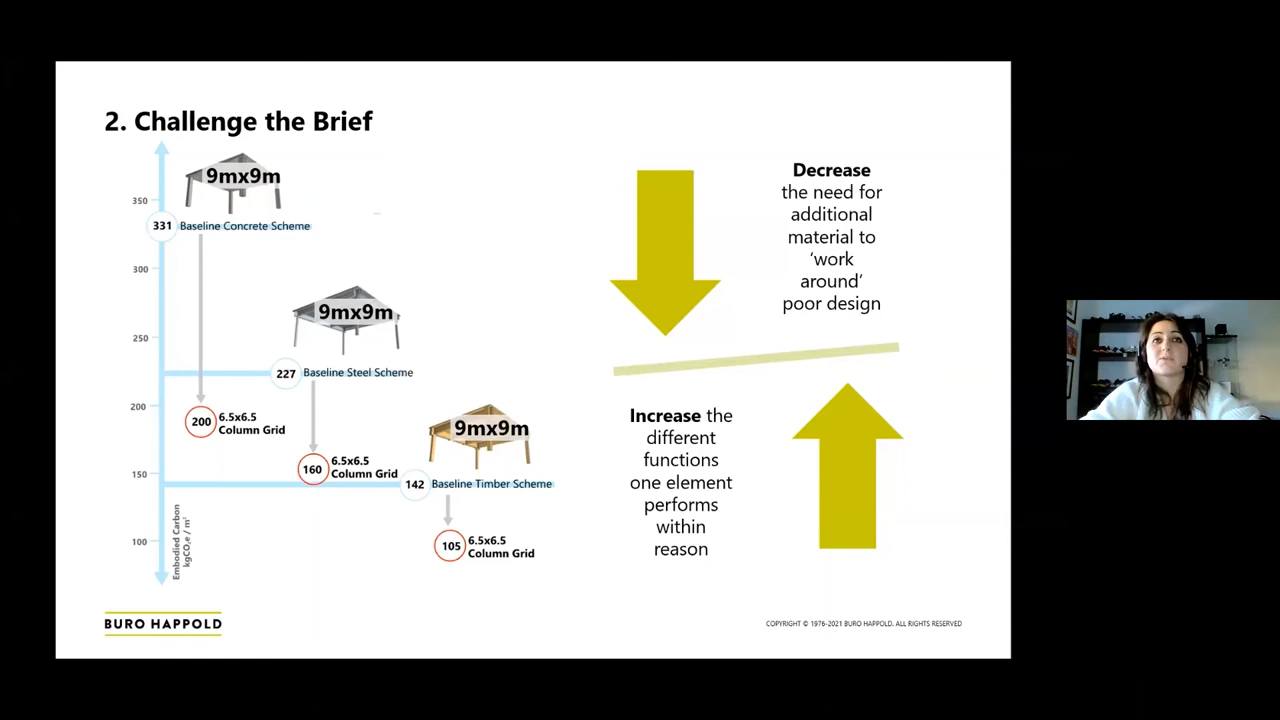 2. Challenge the Brief
350
300
250
200
150
100
Embodied Carbon
kgCO₂e / m²
9mx9m
331 Baseline Concrete Scheme
200 6.5x6.5
Column Grid
9mx9m
227 Baseline Steel Scheme
160 6.5x6.5
Column Grid
9mx9m
142 Baseline Timber Scheme
105 6.5x6.5
Column Grid
Decrease
the need for
additional
material to
‘work
around’
poor design
Increase the
different
functions
one element
performs
within
reason
BURO HAPPOLD
COPYRIGHT © 1976-2021 BURO HAPPOLD. ALL RIGHTS RESERVED